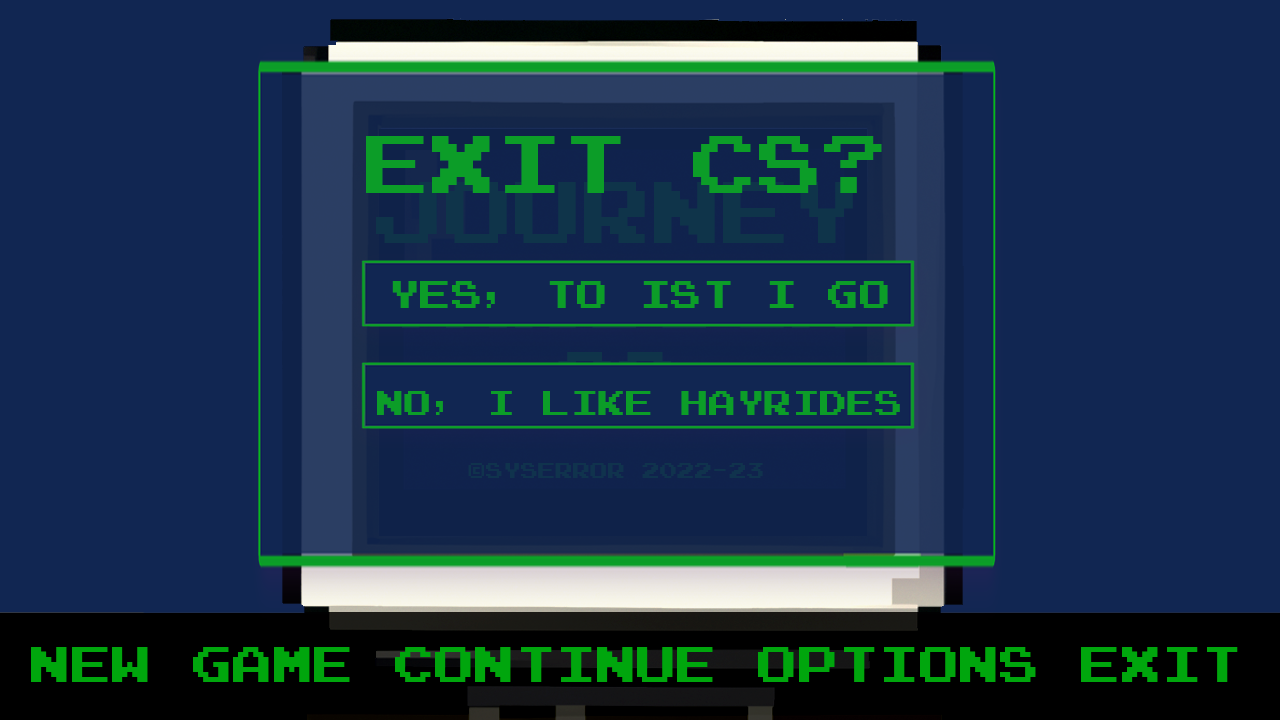 EXIT CS?
JOURNEY
YES, TO IST I GO
NO, I LIKE HAYRIDES
©SYSERROR 2022-23
NEW GAME CONTINUE OPTIONS EXIT